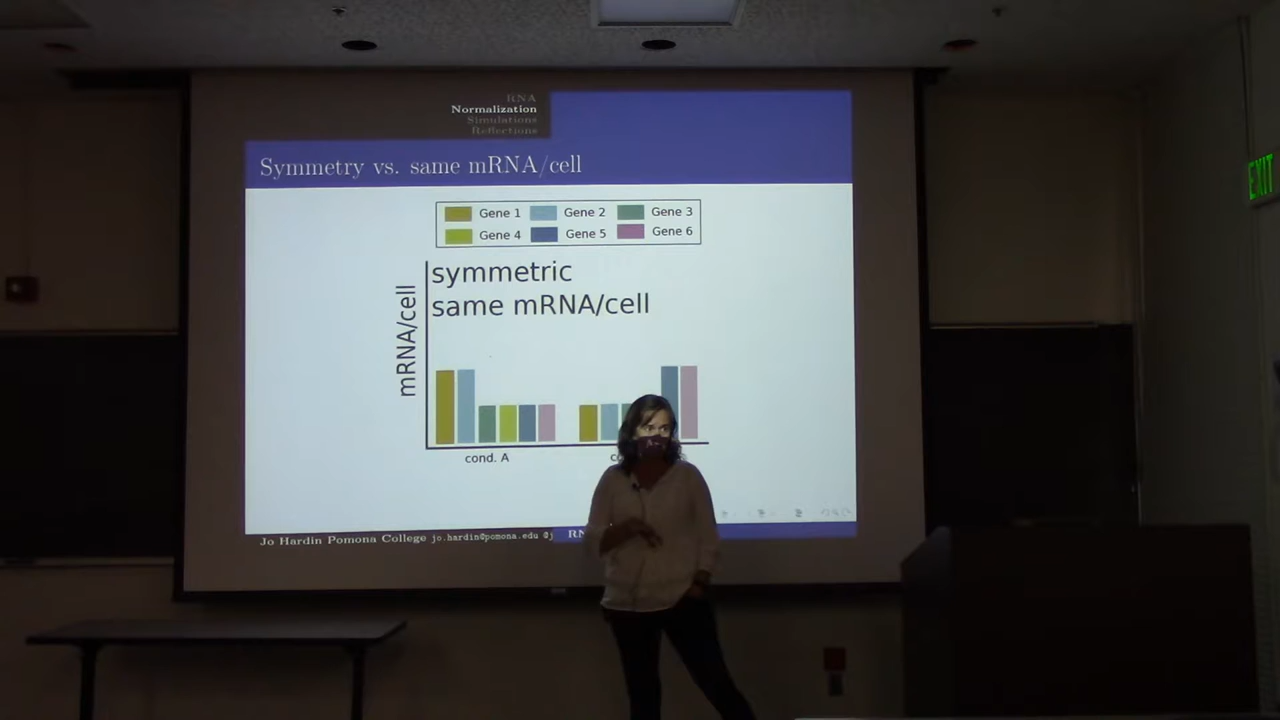 RNA
Normalization
Simulations
Reflections
Symmetry vs. same mRNA/cell
Gene 1 Gene 2 Gene 3
Gene 4 Gene 5 Gene 6
symmetric
same mRNA/cell
mRNA/cell
cond. A
Jo Hardin Pomona College jo.hardin@pomona.edu
EXIT